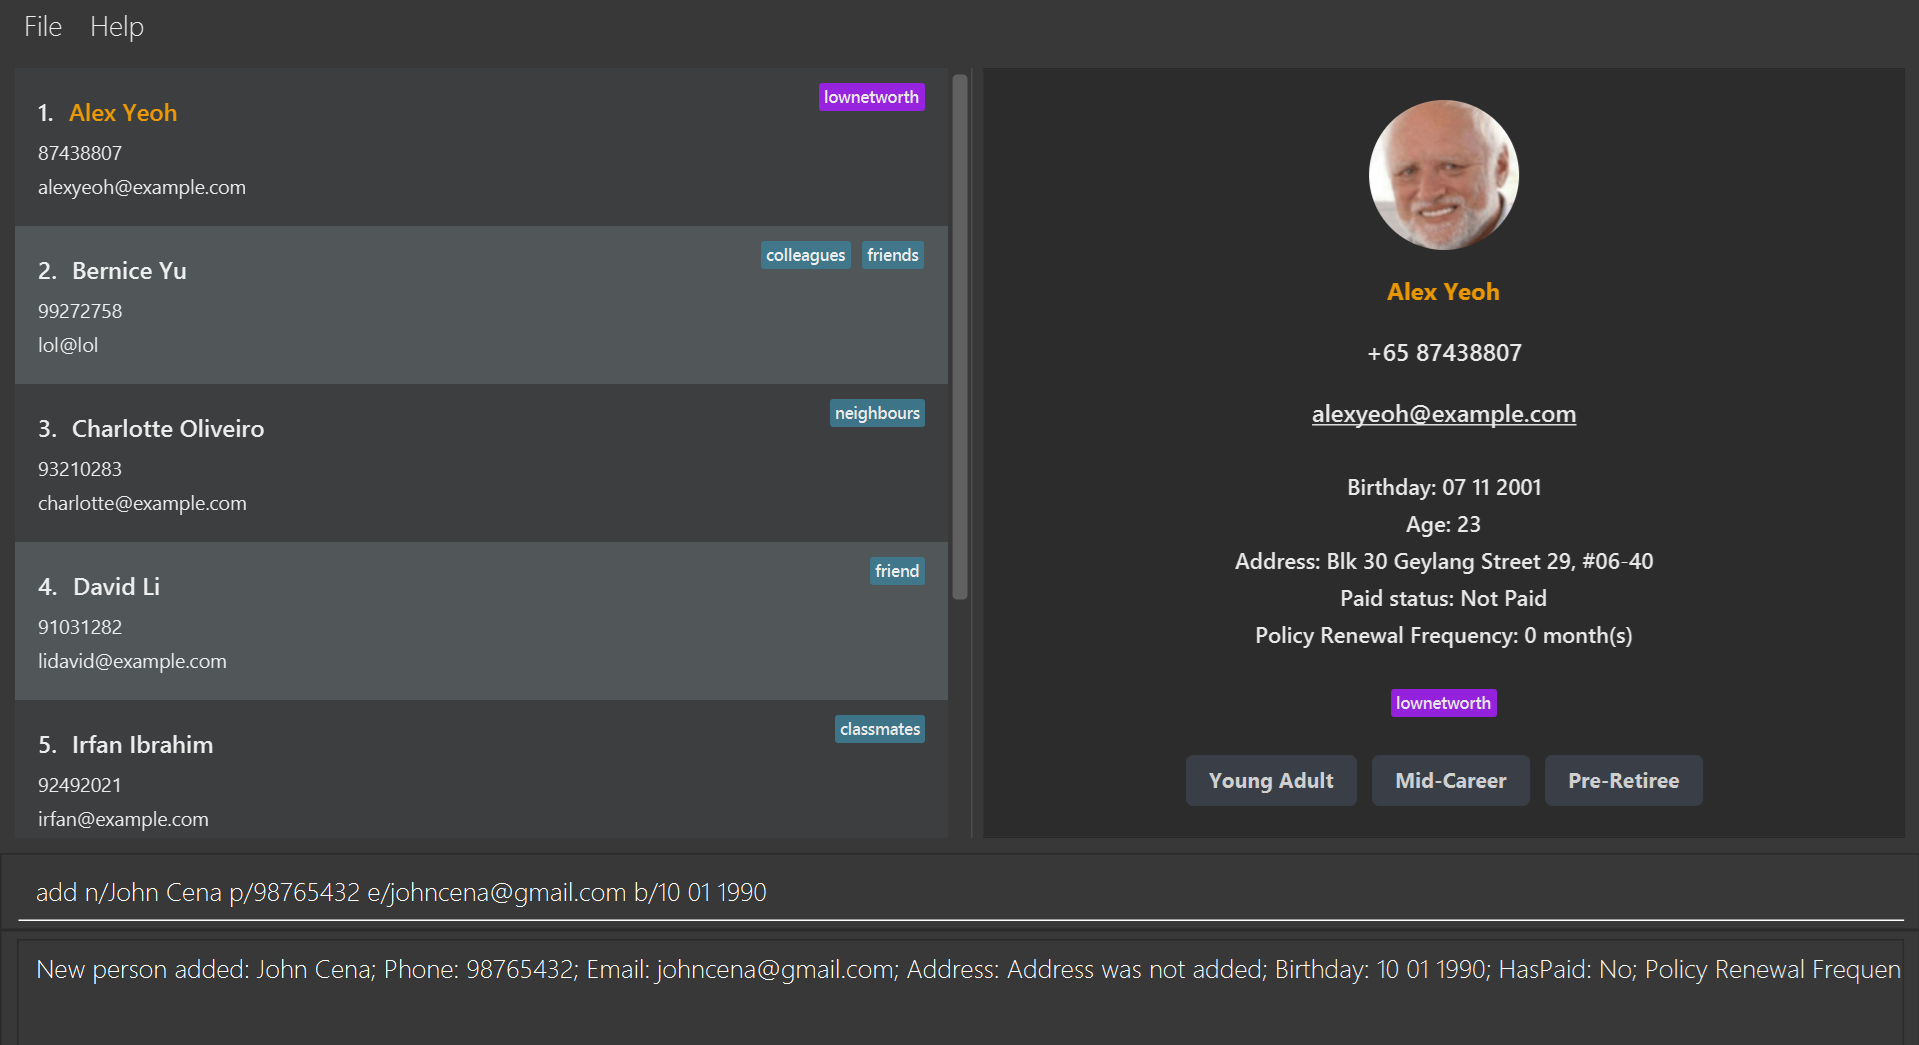 File Help
1. Alex Yeoh
lownetworth
87438807
alexyeoh@example.com
2. Bernice Yu
colleagues friends
99272758
lol@lol
3. Charlotte Oliveiro
neighbours
93210283
charlotte@example.com
4. David Li
friend
91031282
lidavid@example.com
5. Irfan Ibrahim
classmates
92492021
irfan@example.com
Alex Yeoh
+65 87438807
alexyeoh@example.com
Birthday: 07 11 2001
Age: 23
Address: Blk 30 Geylang Street 29, #06-40
Paid status: Not Paid
Policy Renewal Frequency: 0 month(s)
lownetworth
Young Adult Mid-Career Pre-Retiree
add n/John Cena p/98765432 e/johncena@gmail.com b/10 01 1990
New person added: John Cena; Phone: 98765432; Email: johncena@gmail.com; Address: Address was not added; Birthday: 10 01 1990; HasPaid: No; Policy Renewal Frequen